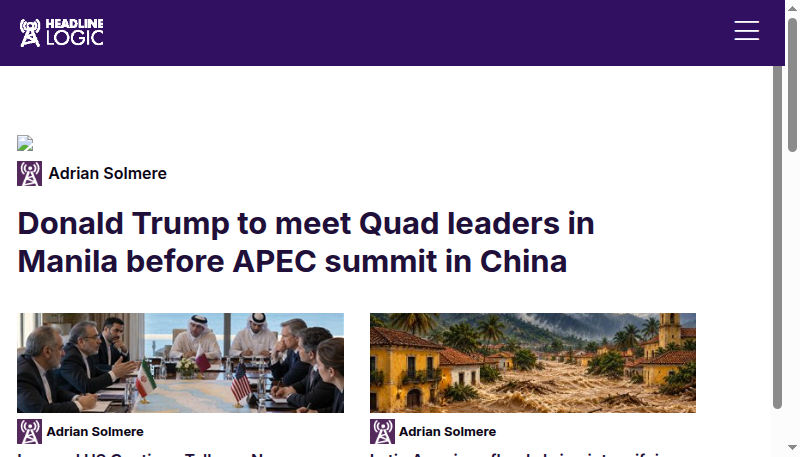 HEADLINE
LOGIC
Adrian Solmere
Donald Trump to meet Quad leaders in
Manila before APEC summit in China
Adrian Solmere
Adrian Solmere